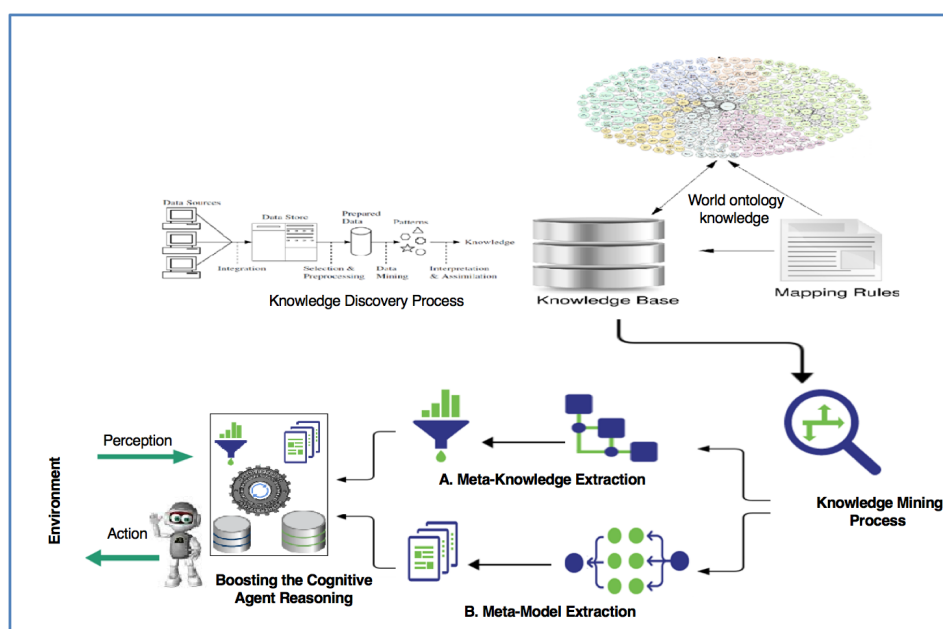 World ontology
knowledge
Data Sources
Data Store
Prepared
Data
Patterns
Knowledge
Integration
Selection &
Preprocessing
Data
Mining
Interpretation
& Assimilation
Knowledge Discovery Process
Knowledge Base
Mapping Rules
Environment
Perception
Action
Boosting the Cognitive
Agent Reasoning
A. Meta-Knowledge Extraction
B. Meta-Model Extraction
Knowledge Mining
Process